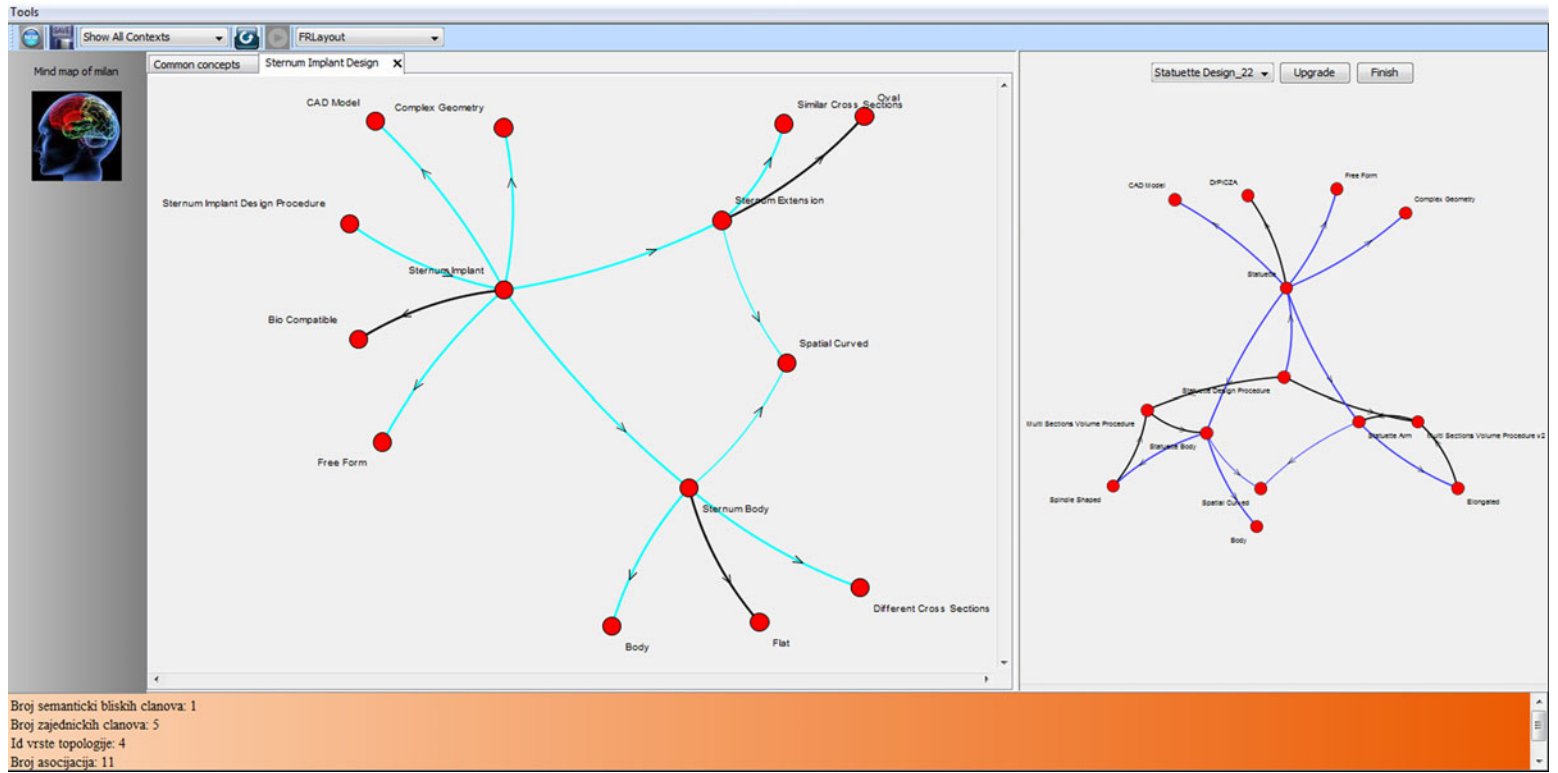 Tools
NEW
SAVE
Show All Contexts
FRLayout
Mind map of milan
Common concepts
Sternum Implant Design
Statuette Design_22
Upgrade
Finish
CAD Model
Complex Geometry
Similar Cross Sections
Oval
Sternum Implant Design Procedure
Sternum Extension
Sternum Implant
Bio Compatible
Spatial Curved
Free Form
Sternum Body
Different Cross Sections
Body
Flat
CAD Model
DrPICZA
Free Form
Complex Geometry
Statuette
Statuette Design Procedure
Multi Sections Volume Procedure
Statuette Arm
Multi Sections Volume Procedure v2
Statuette Body
Spindle Shaped
Spatial Curved
Elongated
Body
Broj semanticki bliskih clanova: 1
Broj zajednickih clanova: 5
Id vrste topologije: 4
Broj asocijacija: 11